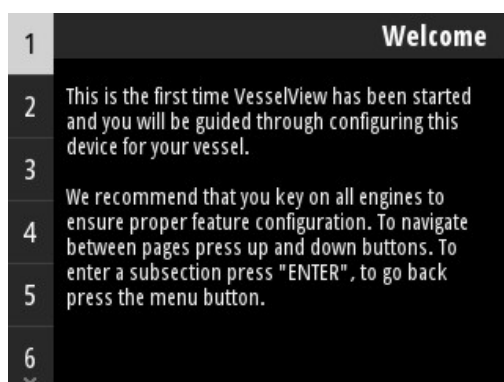 Welcome
1
2
3
4
5
6
This is the first time VesselView has been started
and you will be guided through configuring this
device for your vessel.
We recommend that you key on all engines to
ensure proper feature configuration. To navigate
between pages press up and down buttons. To
enter a subsection press "ENTER", to go back
press the menu button.